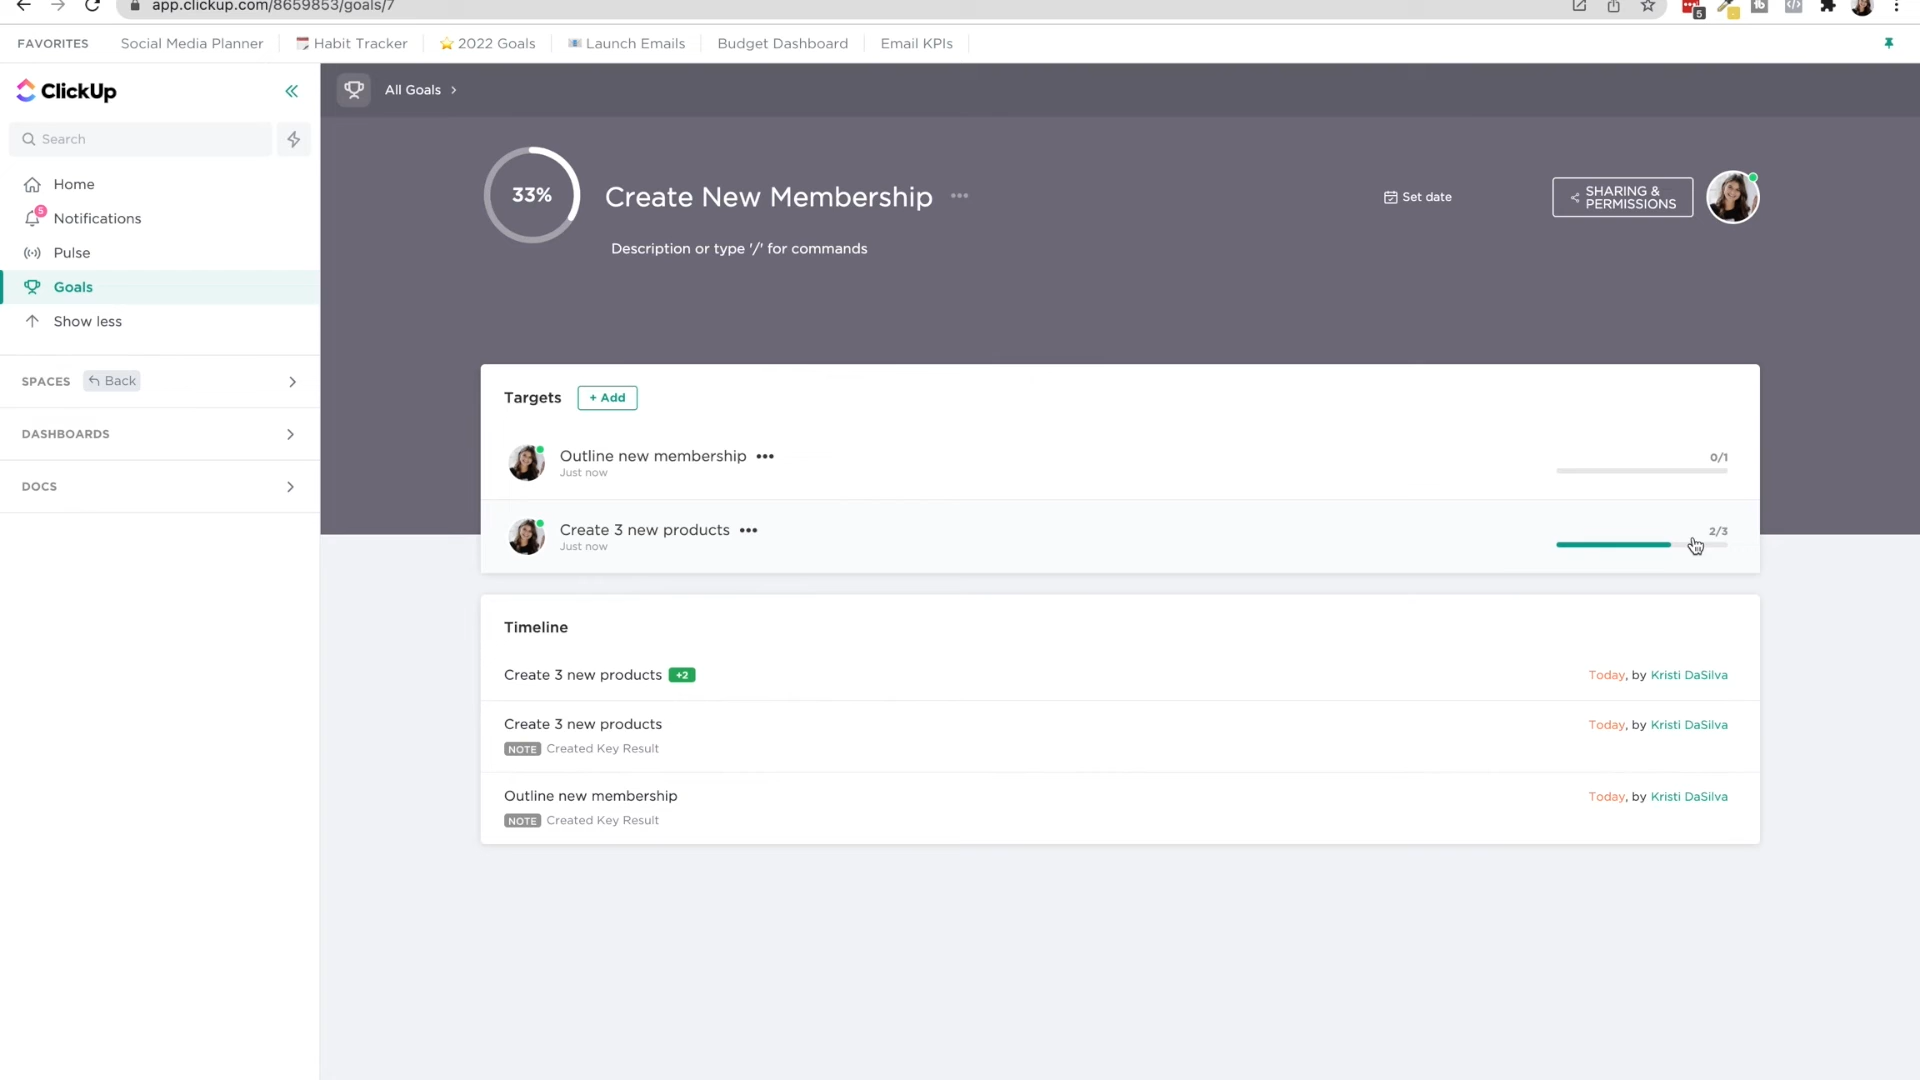 app.clickup.com/8659853/goals/7
5
FAVORITES Social Media Planner Habit Tracker 2022 Goals Launch Emails Budget Dashboard Email KPIs
ClickUp
All Goals
Search
Home
5
Notifications
Pulse
Goals
Show less
SPACES Back
DASHBOARDS
DOCS
33%
Create New Membership
Description or type '/' for commands
Set date
SHARING &
PERMISSIONS
Targets + Add
Outline new membership
Just now
0/1
Create 3 new products
Just now
2/3
Timeline
Create 3 new products +2 Today, by Kristi DaSilva
Create 3 new products Today, by Kristi DaSilva
NOTE Created Key Result
Outline new membership Today, by Kristi DaSilva
NOTE Created Key Result